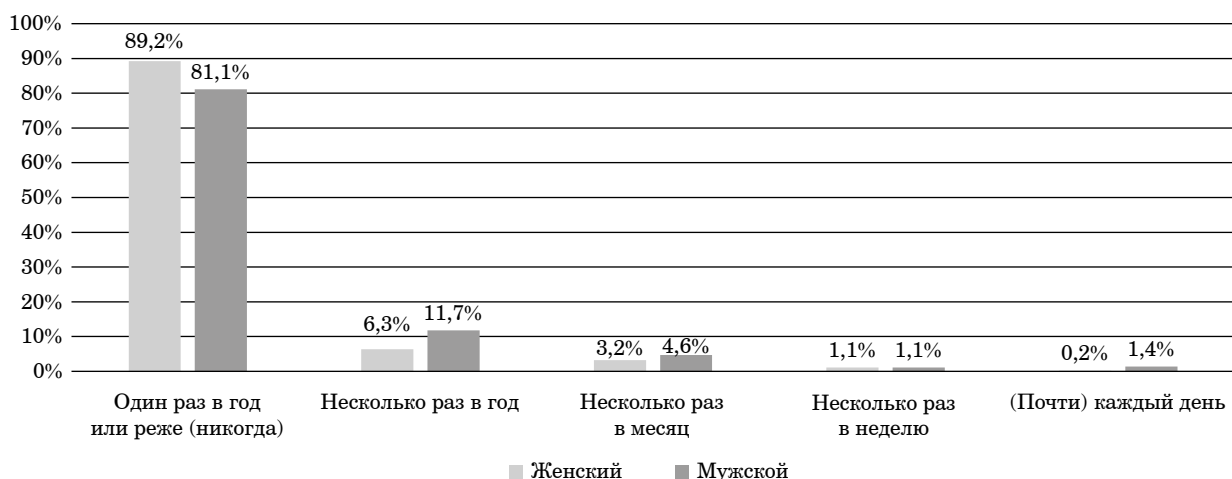 100%
90%
80%
70%
60%
50%
40%
30%
20%
10%
0%
89,2%
81,1%
6,3%
11,7%
3,2%
4,6%
1,1%
1,1%
0,2%
1,4%
Один раз в год
или реже (никогда)
Несколько раз в год
Несколько раз
в месяц
Несколько раз
в неделю
(Почти) каждый день
Женский
Мужской